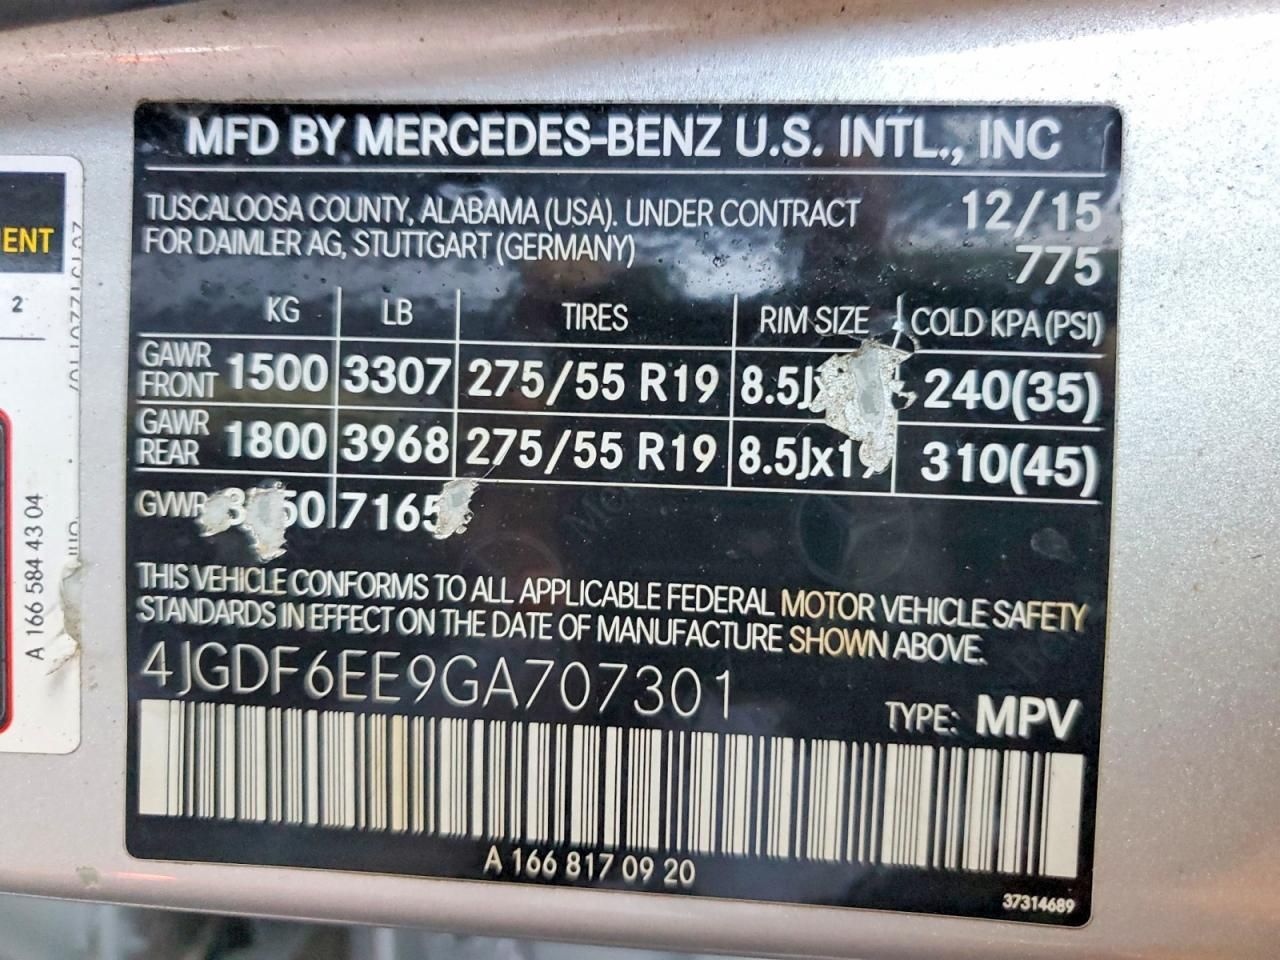 MFD BY MERCEDES-BENZ U.S. INTL., INC
TUSCALOOSA COUNTY, ALABAMA (USA). UNDER CONTRACT
FOR DAIMLER AG, STUTTGART (GERMANY)
12/15
775
KG LB TIRES RIM SIZE COLD KPA (PSI)
GAWR FRONT 1500 3307 275/55 R19 8.5Jx 240(35)
GAWR REAR 1800 3968 275/55 R19 8.5Jx19 310(45)
GVWR 7165
THIS VEHICLE CONFORMS TO ALL APPLICABLE FEDERAL MOTOR VEHICLE SAFETY
STANDARDS IN EFFECT ON THE DATE OF MANUFACTURE SHOWN ABOVE.
4JGDF6EE9GA707301
TYPE: MPV
A 166 817 09 20
37314689
ENT
2
A 166 584 43 04